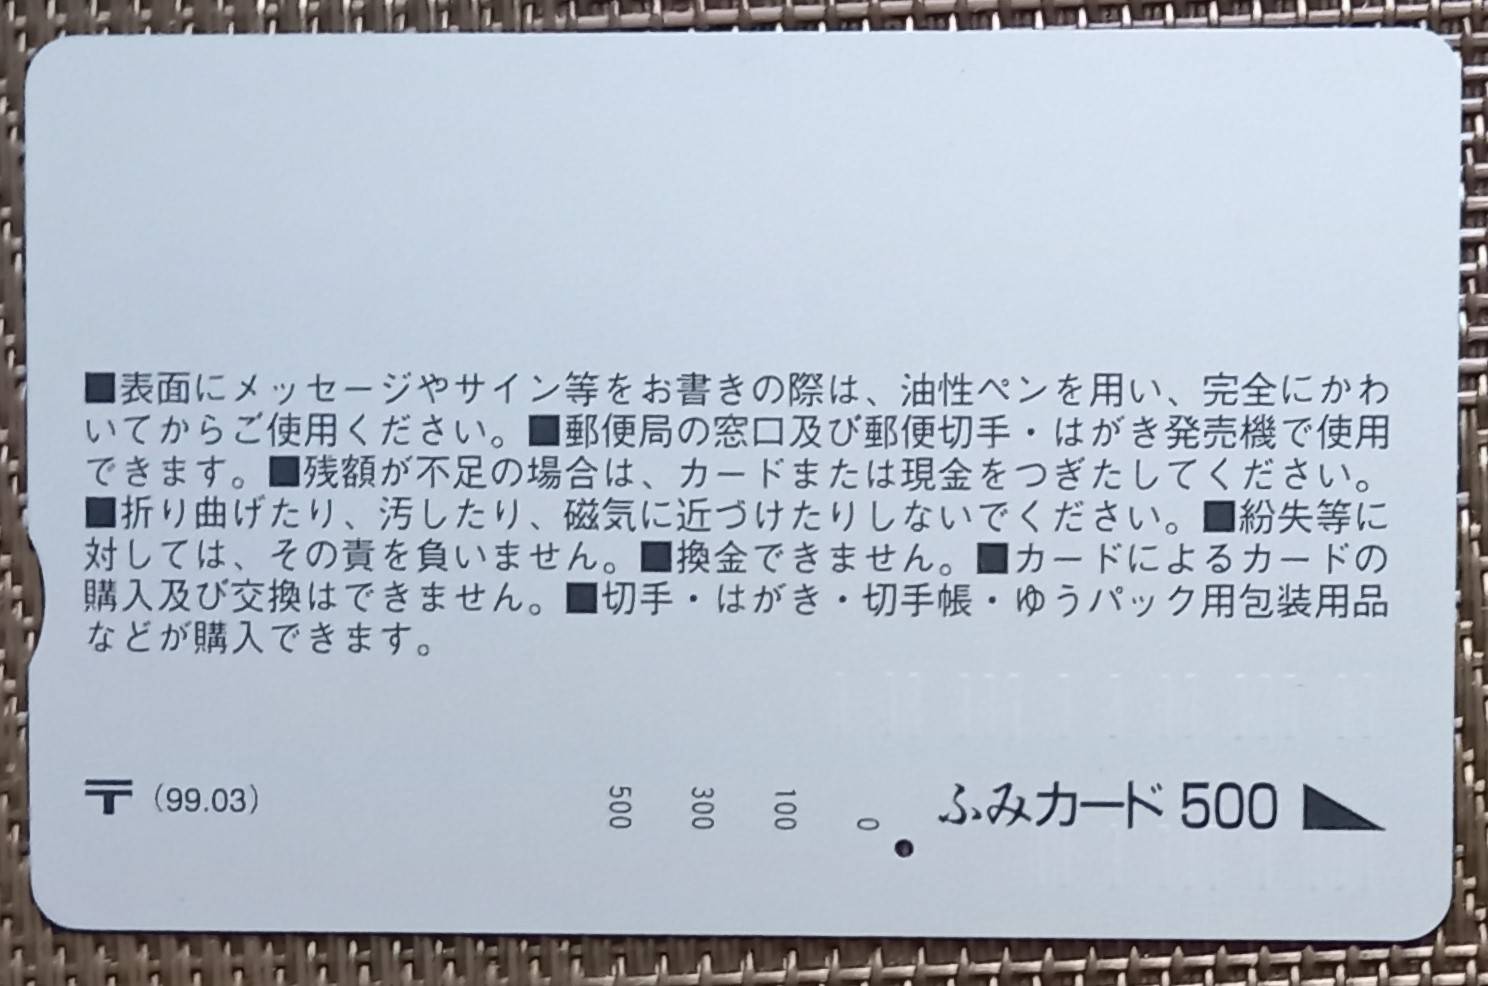 ■表面にメッセージやサイン等をお書きの際は、油性ペンを用い、完全にかわ
いてからご使用ください。■郵便局の窓口及び郵便切手・はがき発売機で使用
できます。■残額が不足の場合は、カードまたは現金をつぎたしてください。
■折り曲げたり、汚したり、磁気に近づけたりしないでください。■紛失等に
対しては、その責を負いません。■換金できません。■カードによるカードの
購入及び交換はできません。■切手・はがき・切手帳・ゆうパック用包装用品
などが購入できます。
〒(99.03)
500 300 100 0
ふみカード 500